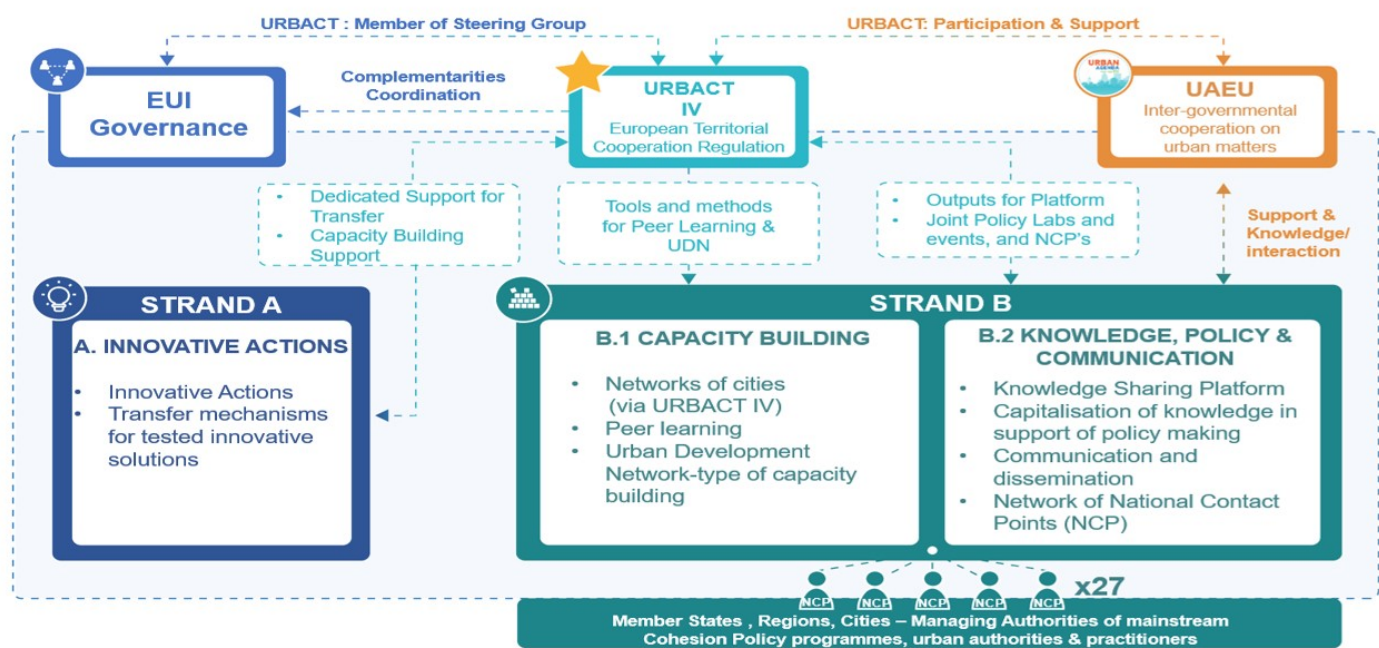 URBACT : Member of Steering Group
URBACT: Participation & Support
EUI
Governance
Complementarities
Coordination
URBACT
IV
European Territorial
Cooperation Regulation
URBAN
AGENDA
UAEU
Inter-governmental
cooperation on
urban matters
• Dedicated Support for
Transfer
• Capacity Building
Support
Tools and methods
for Peer Learning &
UDN
• Outputs for Platform
• Joint Policy Labs and
events, and NCP's
Support &
Knowledge/
interaction
STRAND A
A. INNOVATIVE ACTIONS
• Innovative Actions
• Transfer mechanisms
for tested innovative
solutions
STRAND B
B.1 CAPACITY BUILDING
• Networks of cities
(via URBACT IV)
• Peer learning
• Urban Development
Network-type of capacity
building
B.2 KNOWLEDGE, POLICY &
COMMUNICATION
• Knowledge Sharing Platform
• Capitalisation of knowledge in
support of policy making
• Communication and
dissemination
• Network of National Contact
Points (NCP)
NCP NCP NCP NCP NCP x27
Member States , Regions, Cities – Managing Authorities of mainstream
Cohesion Policy programmes, urban authorities & practitioners